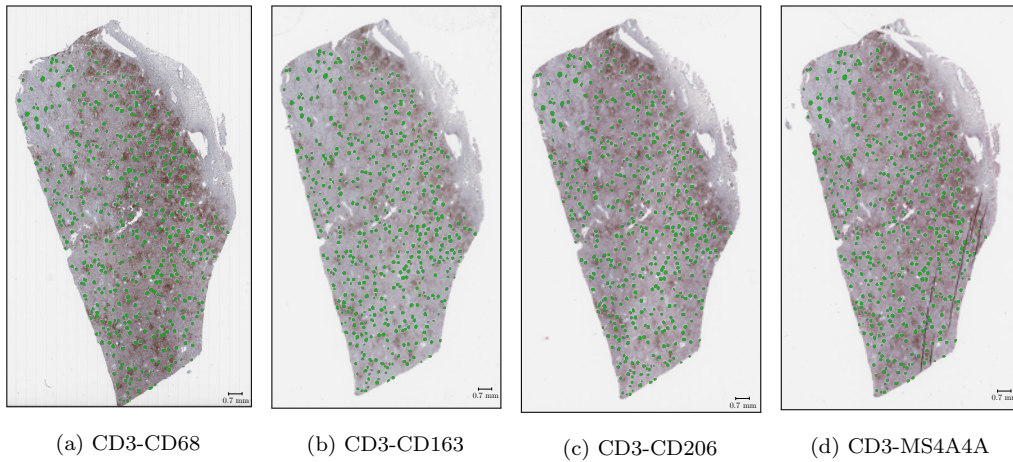 0.7 mm
0.7 mm
0.7 mm
0.7 mm
(a) CD3-CD68
(b) CD3-CD163
(c) CD3-CD206
(d) CD3-MS4A4A